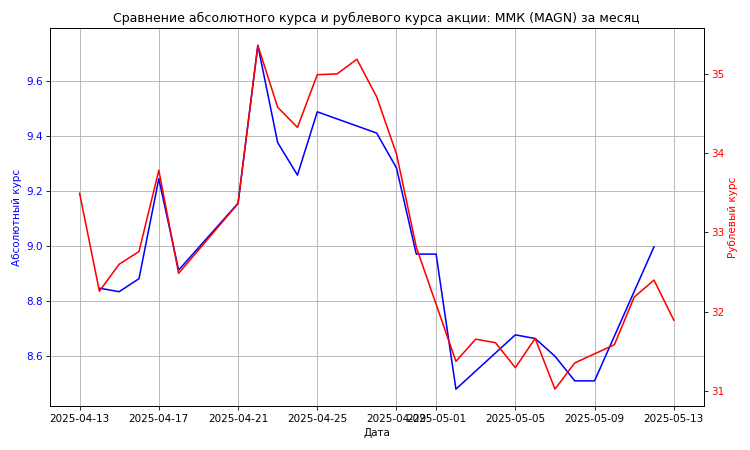 Сравнение абсолютного курса и рублевого курса акции: ММК (MAGN) за месяц
Абсолютный курс
9.6
9.4
9.2
9.0
8.8
8.6
35
34
33
32
31
Рублевый курс
2025-04-13 2025-04-17 2025-04-21 2025-04-25 2025-04-29 2025-05-01 2025-05-05 2025-05-09 2025-05-13
Дата